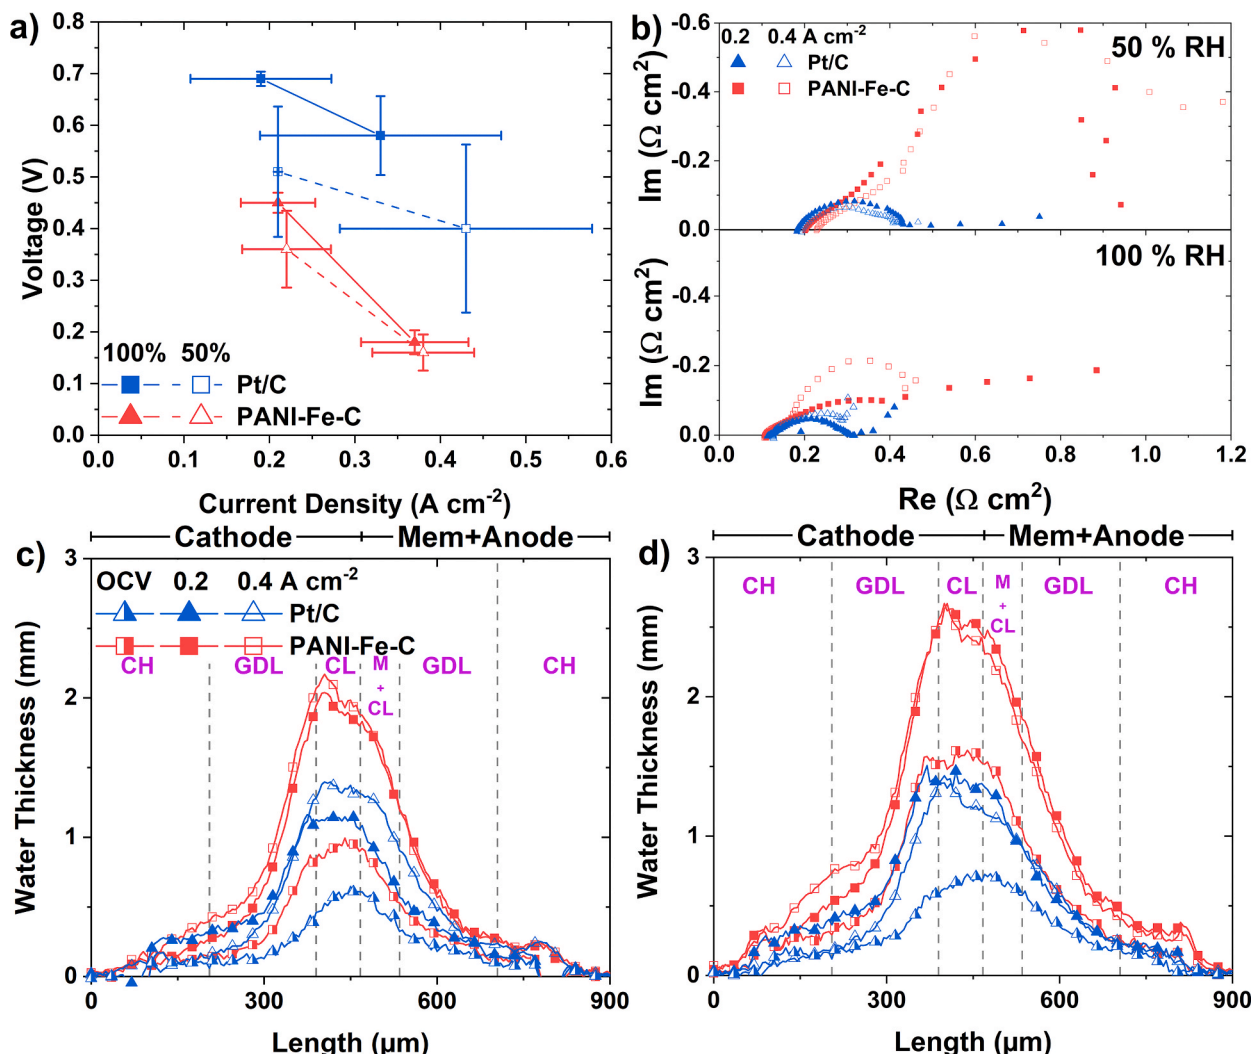 a)
0.8
0.7
0.6
0.5
0.4
0.3
0.2
0.1
0.0
Voltage (V)
100% 50%
Pt/C
PANI-Fe-C
0.0 0.1 0.2 0.3 0.4 0.5 0.6
Current Density (A cm-2)
b)
-0.6
-0.4
-0.2
0.0
Im (Ω cm2)
0.2 0.4 A cm-2
Pt/C
PANI-Fe-C
50 % RH
100 % RH
-0.4
-0.2
0.0
Im (Ω cm2)
0.0 0.2 0.4 0.6 0.8 1.0 1.2
Re (Ω cm2)
c)
Cathode Mem+Anode
3
2
1
0
Water Thickness (mm)
OCV 0.2 0.4 A cm-2
Pt/C
PANI-Fe-C
CH GDL CL M + CL GDL CH
0 300 600 900
Length (µm)
d)
Cathode Mem+Anode
3
2
1
0
Water Thickness (mm)
CH GDL CL M + CL GDL CH
0 300 600 900
Length (µm)